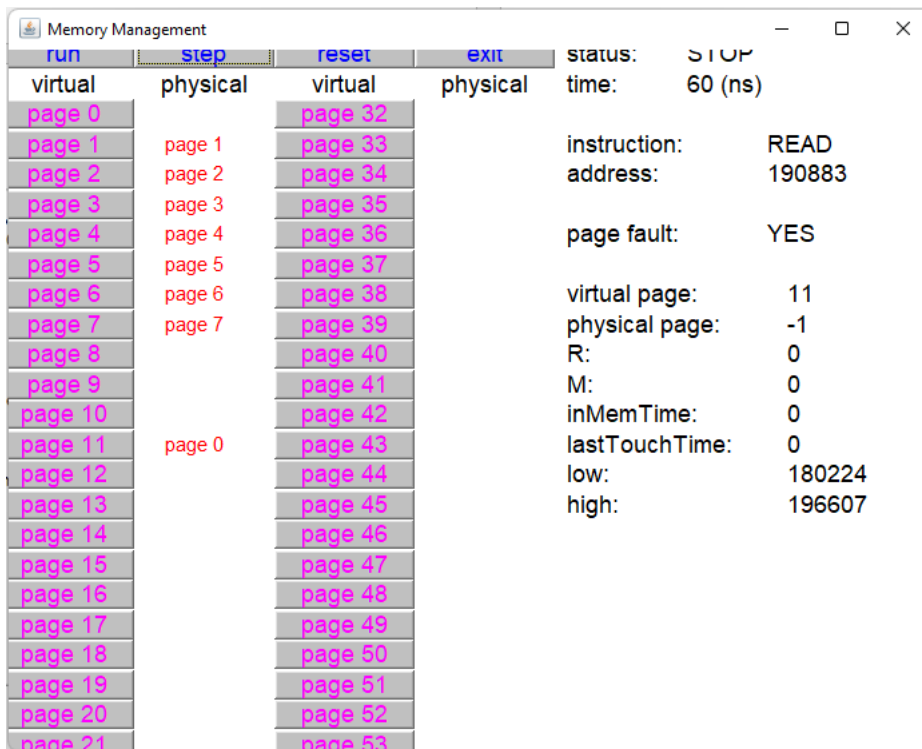 Memory Management
run step reset exit status: STOP
virtual physical virtual physical time: 60 (ns)
page 0 page 32
page 1 page 1 page 33 instruction: READ
page 2 page 2 page 34 address: 190883
page 3 page 3 page 35
page 4 page 4 page 36 page fault: YES
page 5 page 5 page 37
page 6 page 6 page 38 virtual page: 11
page 7 page 7 page 39 physical page: -1
page 8 page 40 R: 0
page 9 page 41 M: 0
page 10 page 42 inMemTime: 0
page 11 page 0 page 43 lastTouchTime: 0
page 12 page 44 low: 180224
page 13 page 45 high: 196607
page 14 page 46
page 15 page 47
page 16 page 48
page 17 page 49
page 18 page 50
page 19 page 51
page 20 page 52
page 21 page 53